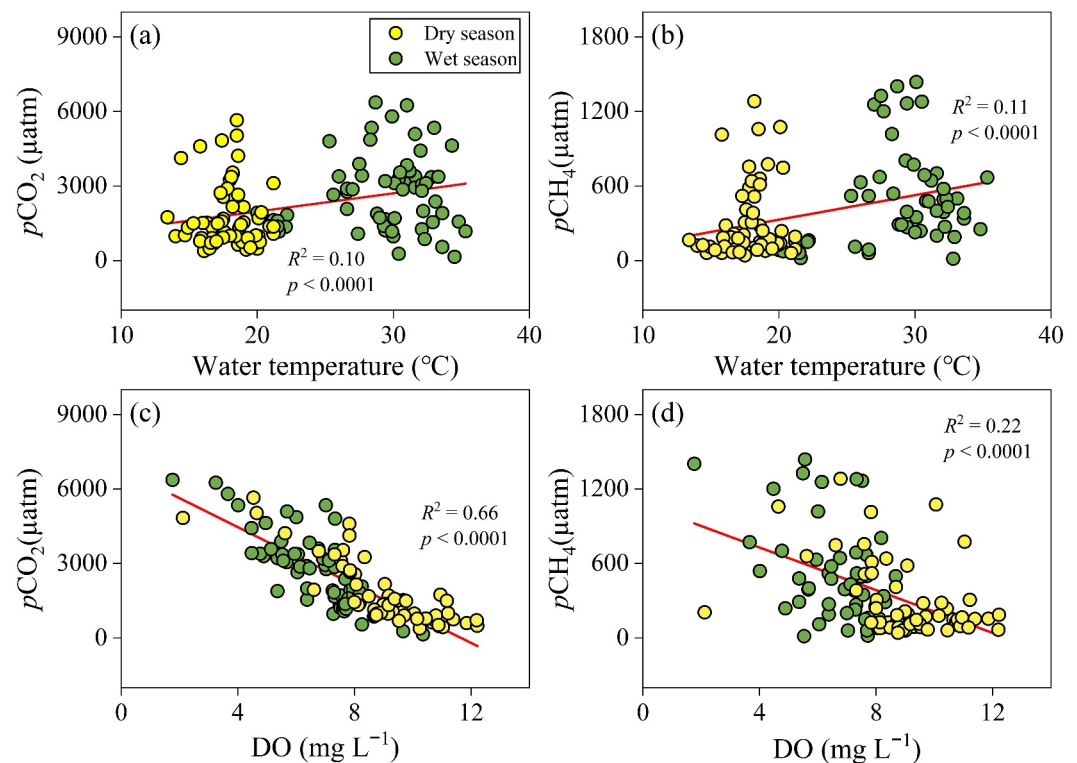 (a)
Dry season
Wet season
9000
6000
3000
0
pCO₂ (μatm)
R² = 0.10
p < 0.0001
10
20
30
40
Water temperature (℃)
(b)
1800
1200
600
0
pCH₄(μatm)
R² = 0.11
p < 0.0001
10
20
30
40
Water temperature (℃)
(c)
9000
6000
3000
0
pCO₂(μatm)
R² = 0.66
p < 0.0001
0
4
8
12
DO (mg L⁻¹)
(d)
1800
1200
600
0
pCH₄(μatm)
R² = 0.22
p < 0.0001
0
4
8
12
DO (mg L⁻¹)